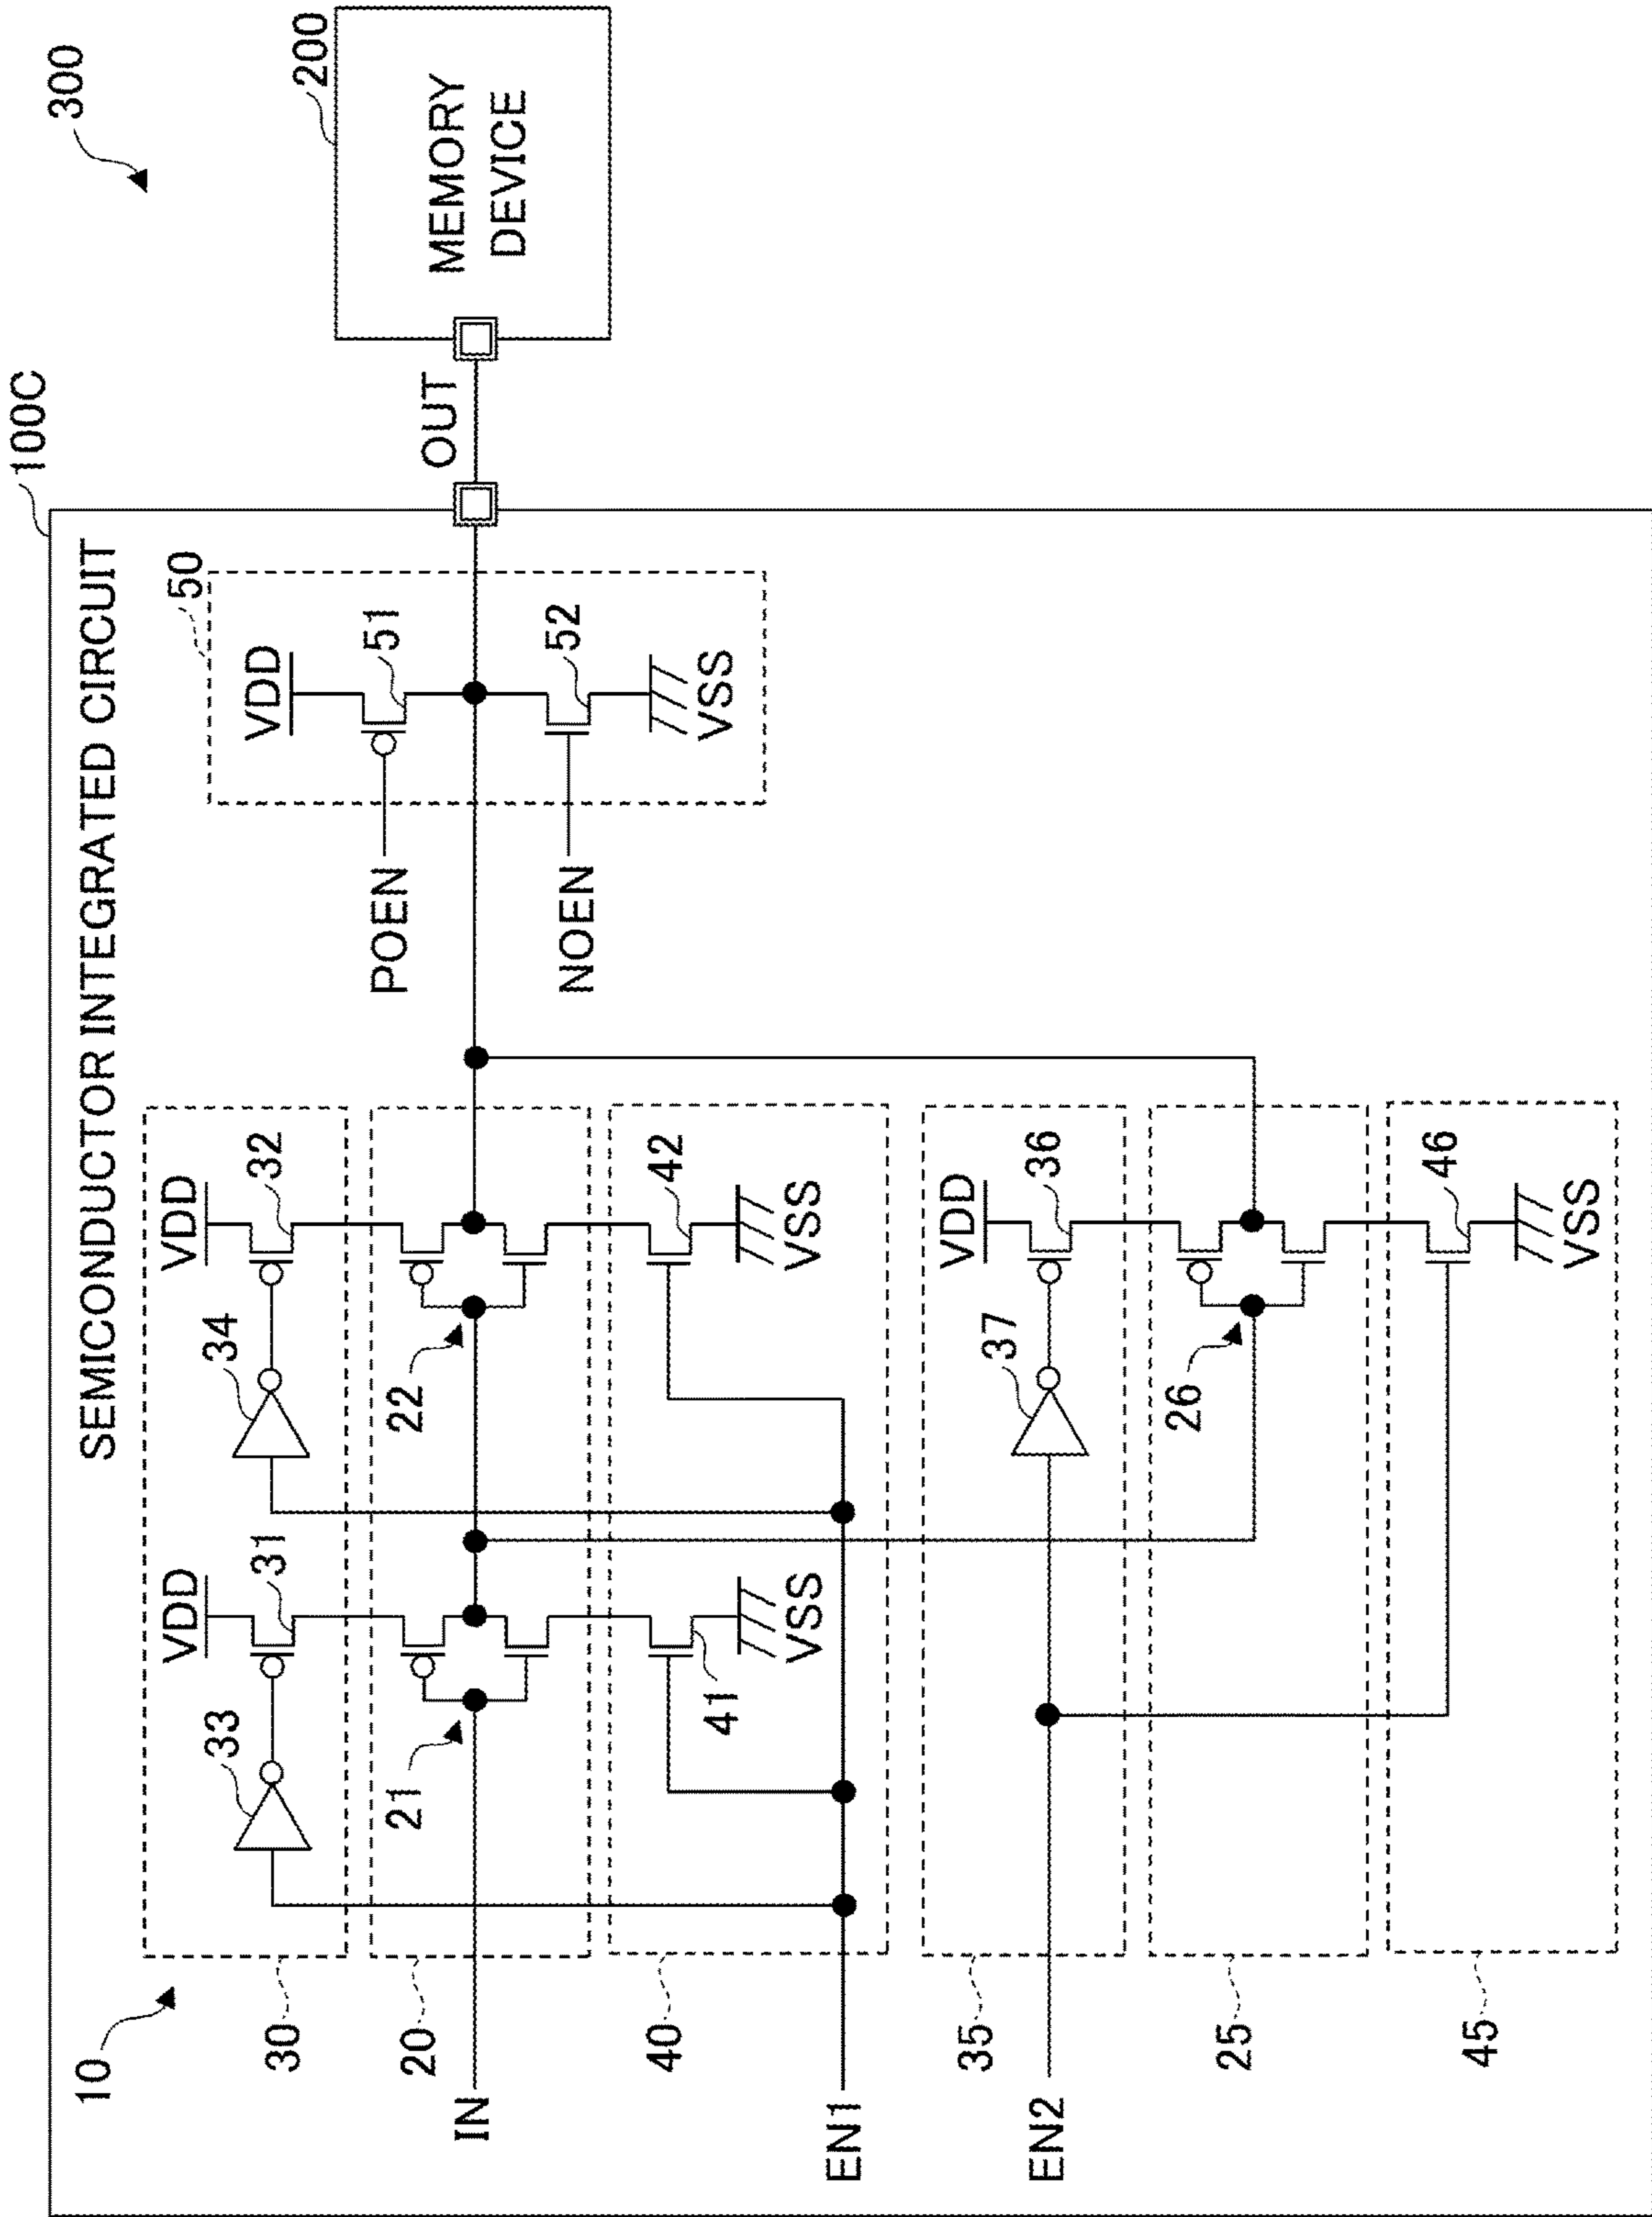 300
100C
SEMICONDUCTOR INTEGRATED CIRCUIT
200
MEMORY
DEVICE
OUT
10
50
VDD
51
POEN
52
NOEN
VSS
30
VDD
31
33
VDD
32
34
20
IN
21
22
40
41
VSS
42
VSS
EN1
35
VDD
36
37
EN2
25
26
45
46
VSS